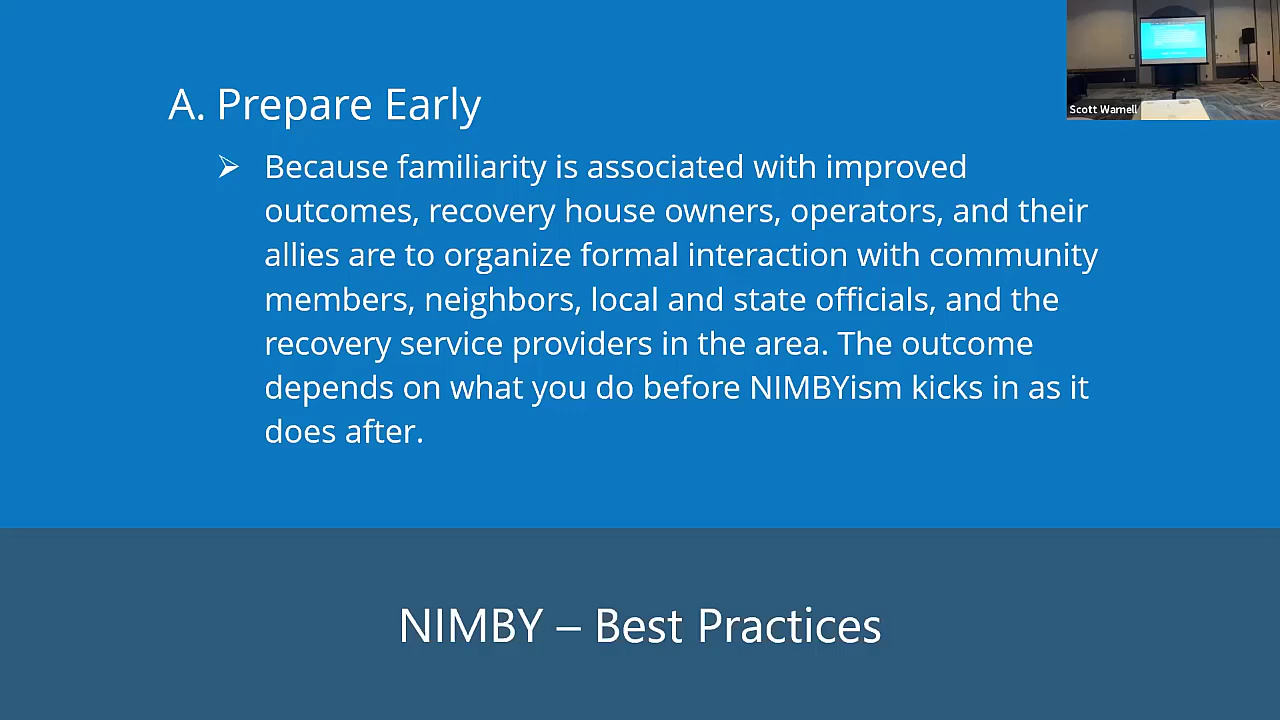 A. Prepare Early
Because familiarity is associated with improved
outcomes, recovery house owners, operators, and their
allies are to organize formal interaction with community
members, neighbors, local and state officials, and the
recovery service providers in the area. The outcome
depends on what you do before NIMBYism kicks in as it
does after.
NIMBY – Best Practices
Scott Warnell